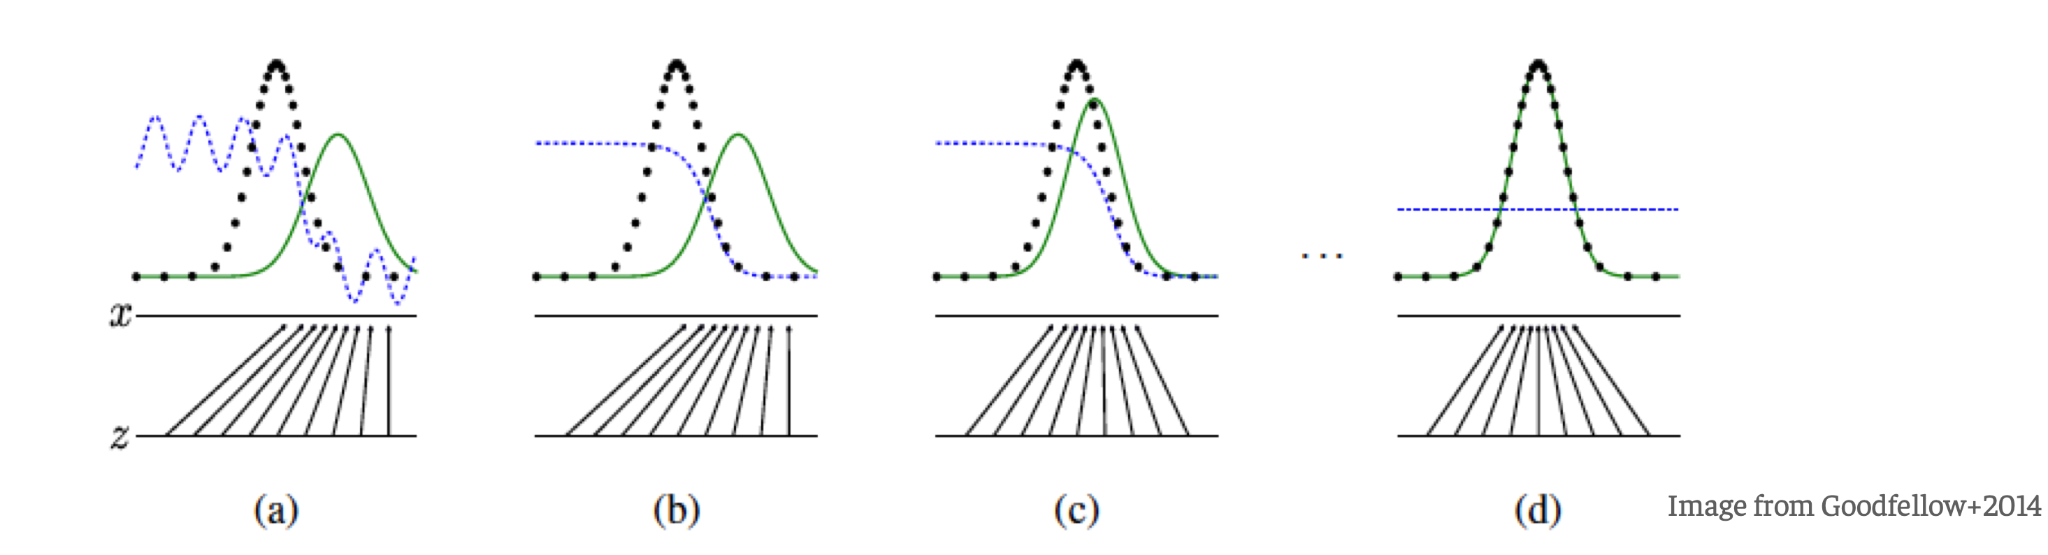 ...
x
z
(a)
(b)
(c)
(d)
Image from Goodfellow+2014